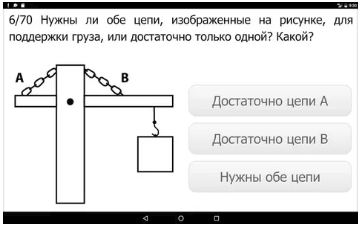 6/70 Нужны ли обе цепи, изображенные на рисунке, для
поддержки груза, или достаточно только одной? Какой?
A B
Достаточно цепи A
Достаточно цепи B
Нужны обе цепи